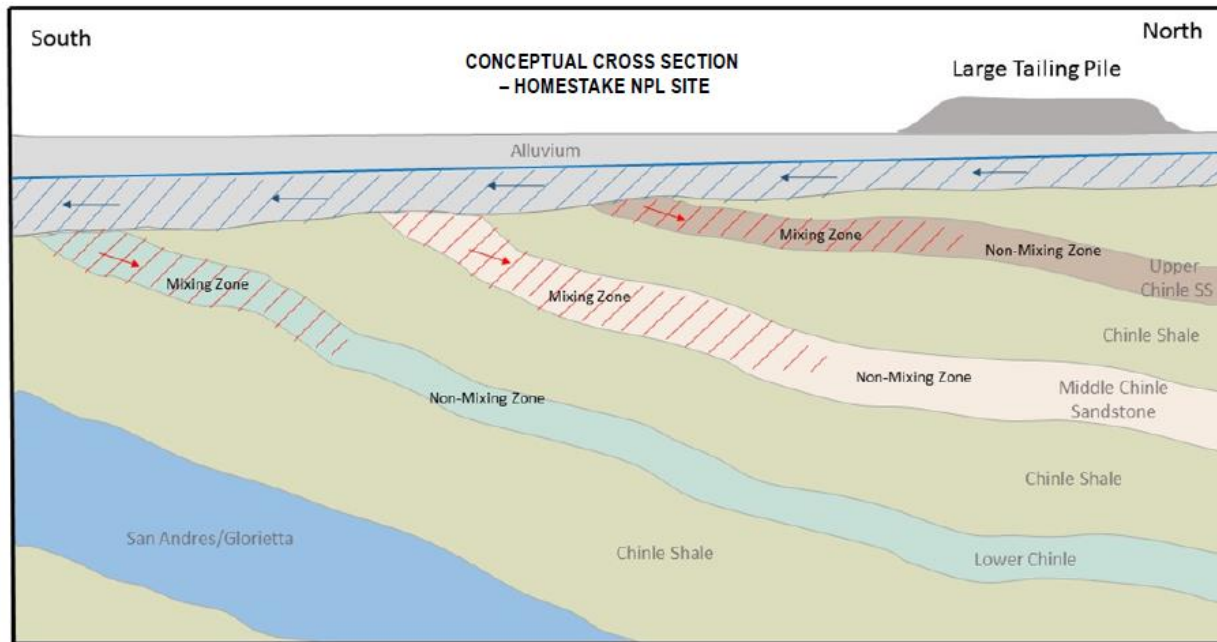 South
North
CONCEPTUAL CROSS SECTION
– HOMESTAKE NPL SITE
Large Tailing Pile
Alluvium
Mixing Zone
Non-Mixing Zone
Upper
Chinle SS
Mixing Zone
Mixing Zone
Chinle Shale
Non-Mixing Zone
Middle Chinle
Sandstone
Non-Mixing Zone
Chinle Shale
San Andres/Glorietta
Chinle Shale
Lower Chinle